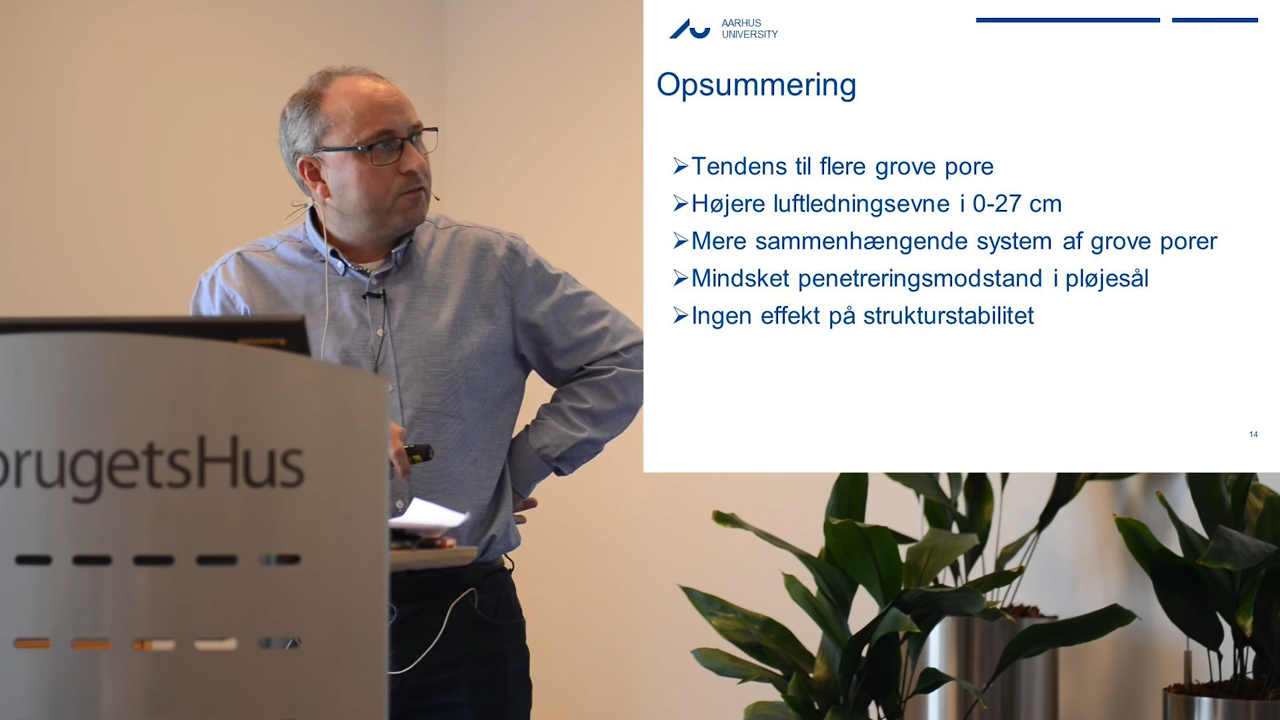 AARHUS
UNIVERSITY
Opsummering
➢Tendens til flere grove pore
➢Højere luftledningsevne i 0-27 cm
➢Mere sammenhængende system af grove porer
➢Mindsket penetreringsmodstand i pløjesål
➢Ingen effekt på strukturstabilitet
14
brugetsHus